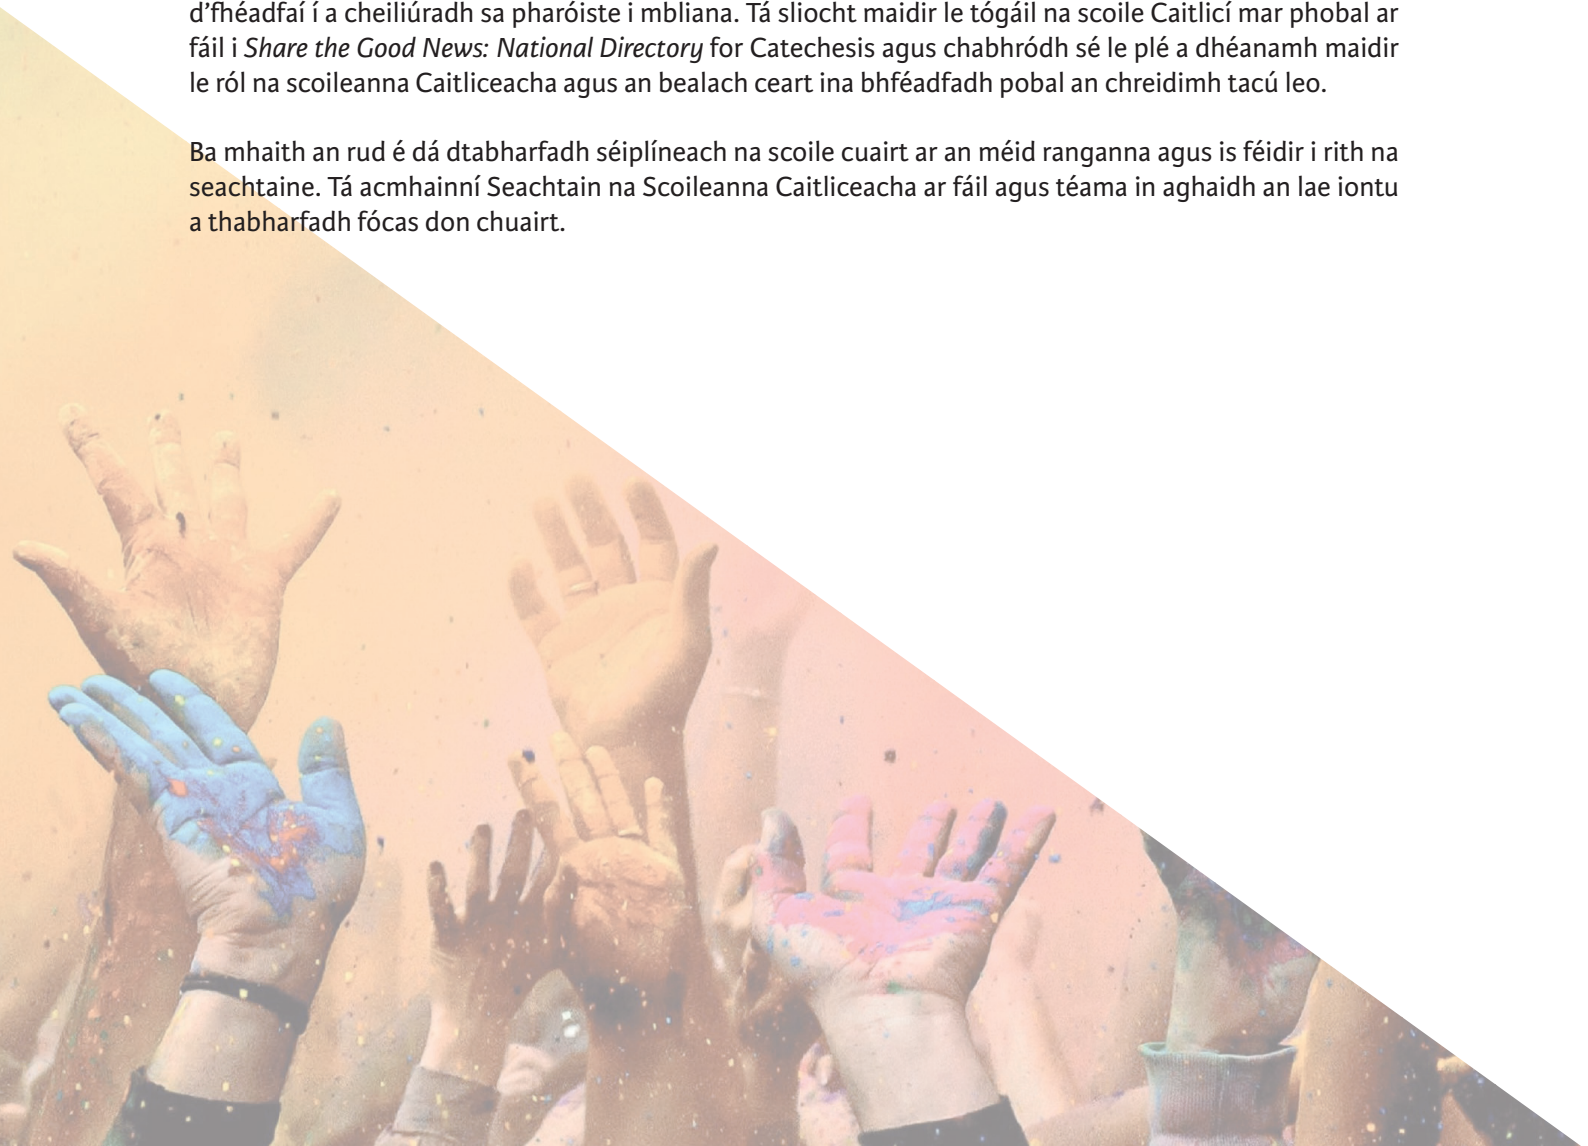 d’fhéadfaí í a cheiliúradh sa pharóiste i mbliana. Tá sliocht maidir le tógáil na scoile Caitlicí mar phobal ar
fáil i Share the Good News: National Directory for Catechesis agus chabhródh sé le plé a dhéanamh maidir
le ról na scoileanna Caitliceacha agus an bealach ceart ina bhféadfadh pobal an chreidimh tacú leo.
Ba mhaith an rud é dá dtabharfadh séiplíneach na scoile cuairt ar an méid ranganna agus is féidir i rith na
seachtaine. Tá acmhainní Seachtain na Scoileanna Caitliceacha ar fáil agus téama in aghaidh an lae iontu
a thabharfadh fócas don chuairt.